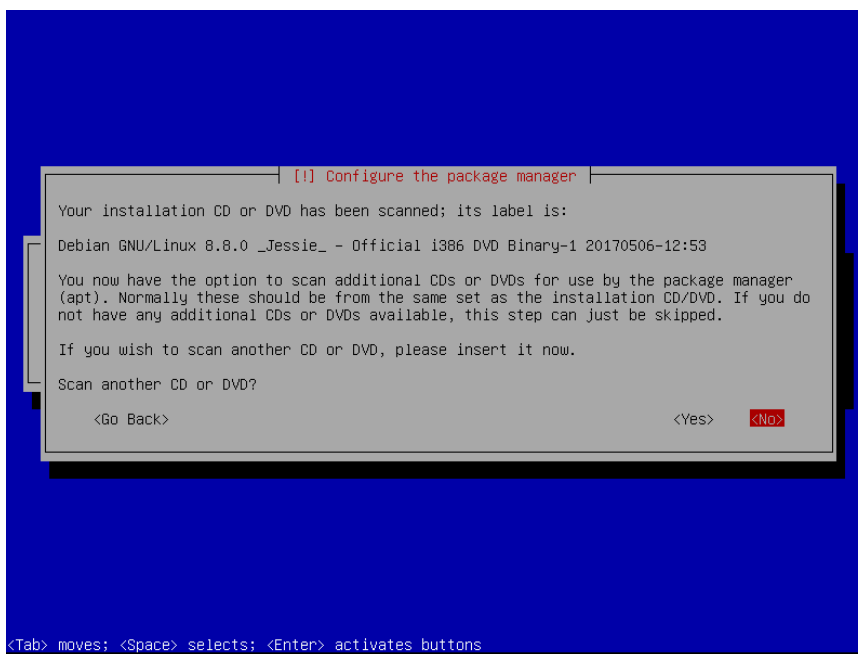 [!] Configure the package manager
Your installation CD or DVD has been scanned; its label is:
Debian GNU/Linux 8.8.0 _Jessie_ - Official i386 DVD Binary-1 20170506-12:53
You now have the option to scan additional CDs or DVDs for use by the package manager
(apt). Normally these should be from the same set as the installation CD/DVD. If you do
not have any additional CDs or DVDs available, this step can just be skipped.
If you wish to scan another CD or DVD, please insert it now.
Scan another CD or DVD?
<Go Back> <Yes> <No>
<Tab> moves; <Space> selects; <Enter> activates buttons